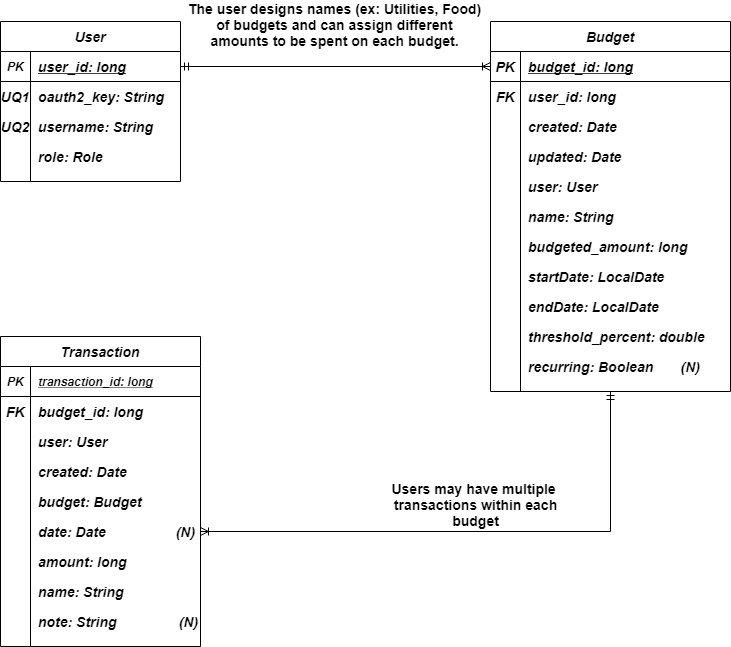 The user designs names (ex: Utilities, Food)
of budgets and can assign different
amounts to be spent on each budget.
User
PK user_id: long
UQ1 oauth2_key: String
UQ2 username: String
role: Role
Budget
PK budget_id: long
FK user_id: long
created: Date
updated: Date
user: User
name: String
budgeted_amount: long
startDate: LocalDate
endDate: LocalDate
threshold_percent: double
recurring: Boolean (N)
Transaction
PK transaction_id: long
FK budget_id: long
user: User
created: Date
budget: Budget
date: Date (N)
amount: long
name: String
note: String (N)
Users may have multiple
transactions within each
budget